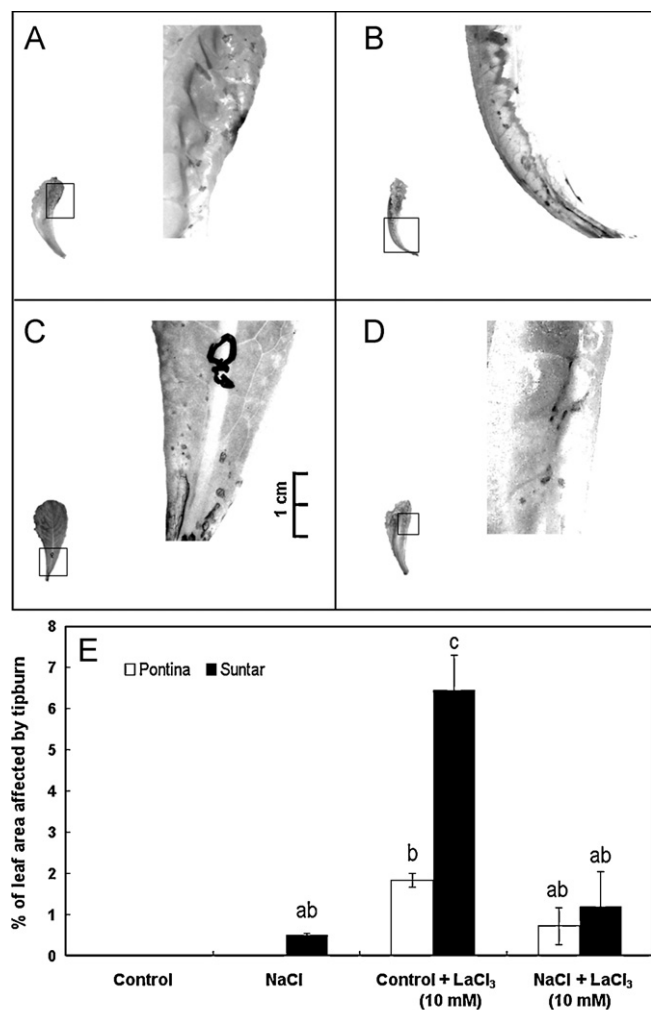 A
B
C
D
1 cm
E
Pontina Suntar
% of leaf area affected by tipburn
8
7
6
5
4
3
2
1
0
ab
b
c
ab
ab
Control
NaCl
Control + LaCl₃
(10 mM)
NaCl + LaCl₃
(10 mM)